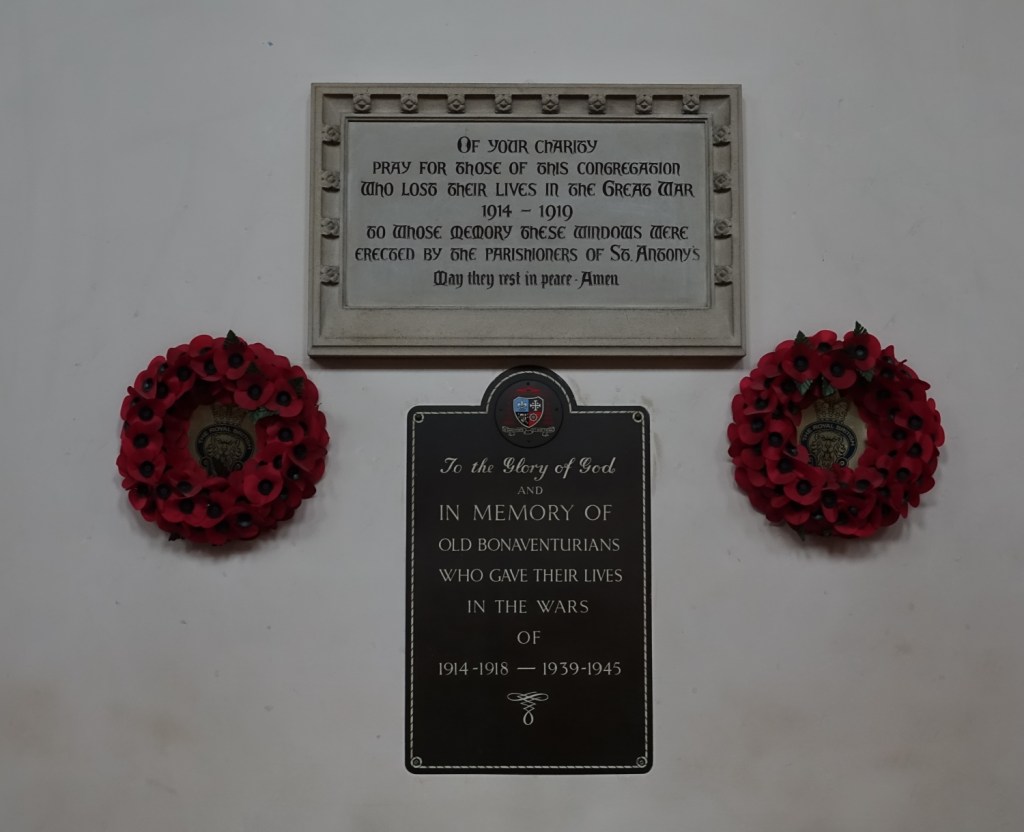 OF YOUR CHARITY
PRAY FOR THOSE OF THIS CONGREGATION
WHO LOST THEIR LIVES IN THE GREAT WAR
1914 – 1919
TO WHOSE MEMORY THESE WINDOWS WERE
ERECTED BY THE PARISHIONERS OF ST. ANTONY'S
May they rest in peace · Amen
To the Glory of God
AND
IN MEMORY OF
OLD BONAVENTURIANS
WHO GAVE THEIR LIVES
IN THE WARS
OF
1914-1918 — 1939-1945